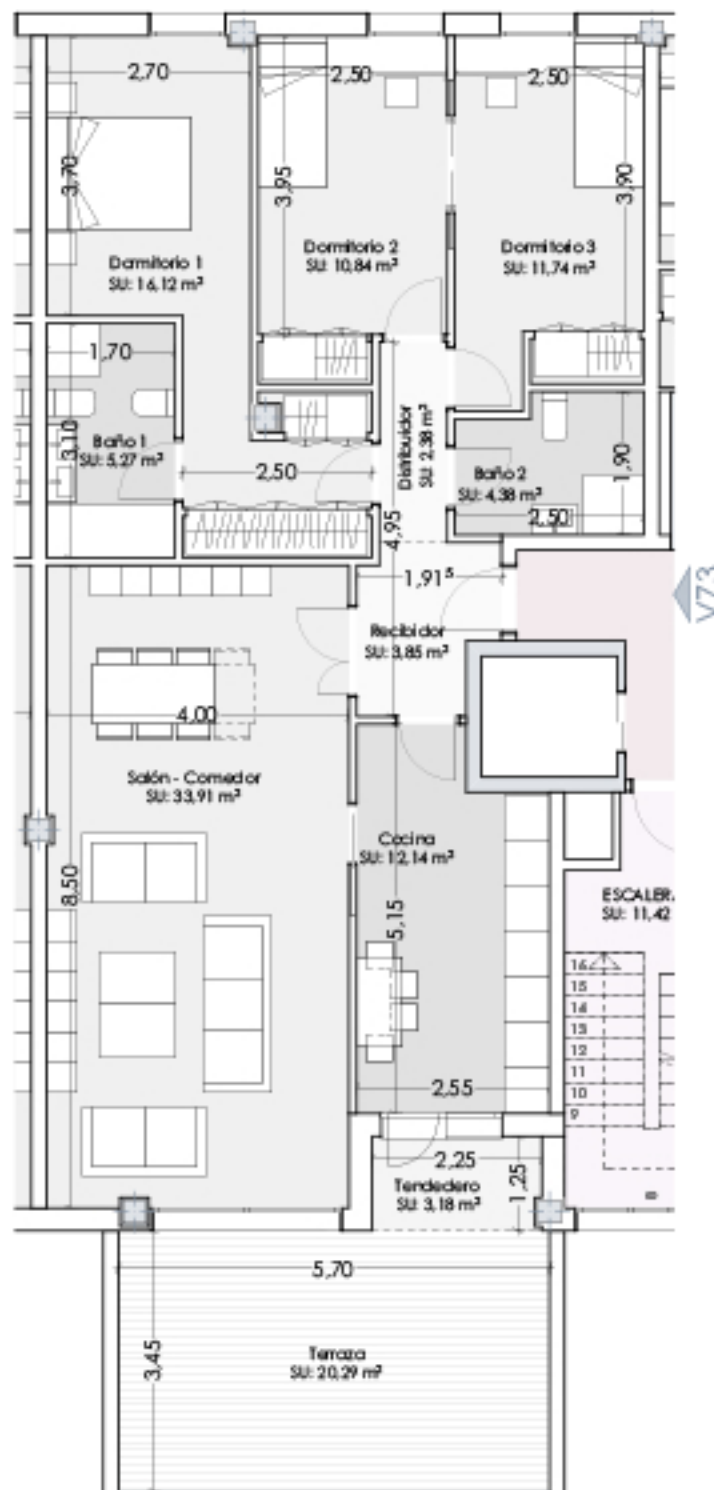 2,70
2,50
2,50
3,70
3,95
3,90
Dormitorio 1
SU: 16,12 m²
Dormitorio 2
SU: 10,84 m²
Dormitorio 3
SU: 11,74 m²
1,70
3,10
Baño 1
SU: 5,27 m²
2,50
Distribuidor
SU: 2,38 m²
4,95
Baño 2
SU: 4,38 m²
1,90
2,50
1,91⁵
Recibidor
SU: 3,85 m²
V73
4,00
Salón - Comedor
SU: 33,91 m²
8,50
Cocina
SU: 12,14 m²
5,15
2,55
ESCALER
SU: 11,42
16
15
14
13
12
11
10
9
2,25
Tendedero
SU: 3,18 m²
1,25
5,70
3,45
Terraza
SU: 20,29 m²